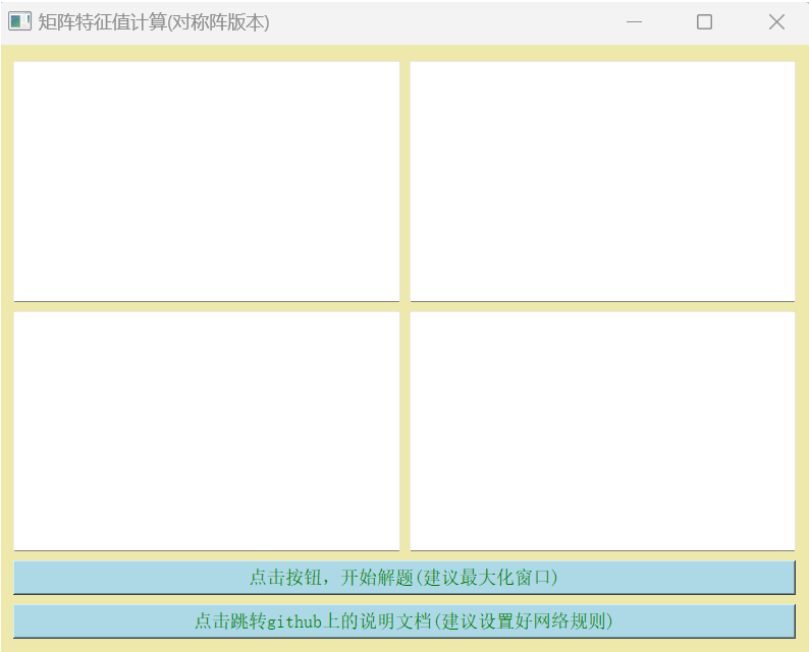 矩阵特征值计算(对称阵版本)
点击按钮，开始解题(建议最大化窗口)
点击跳转github上的说明文档(建议设置好网络规则)